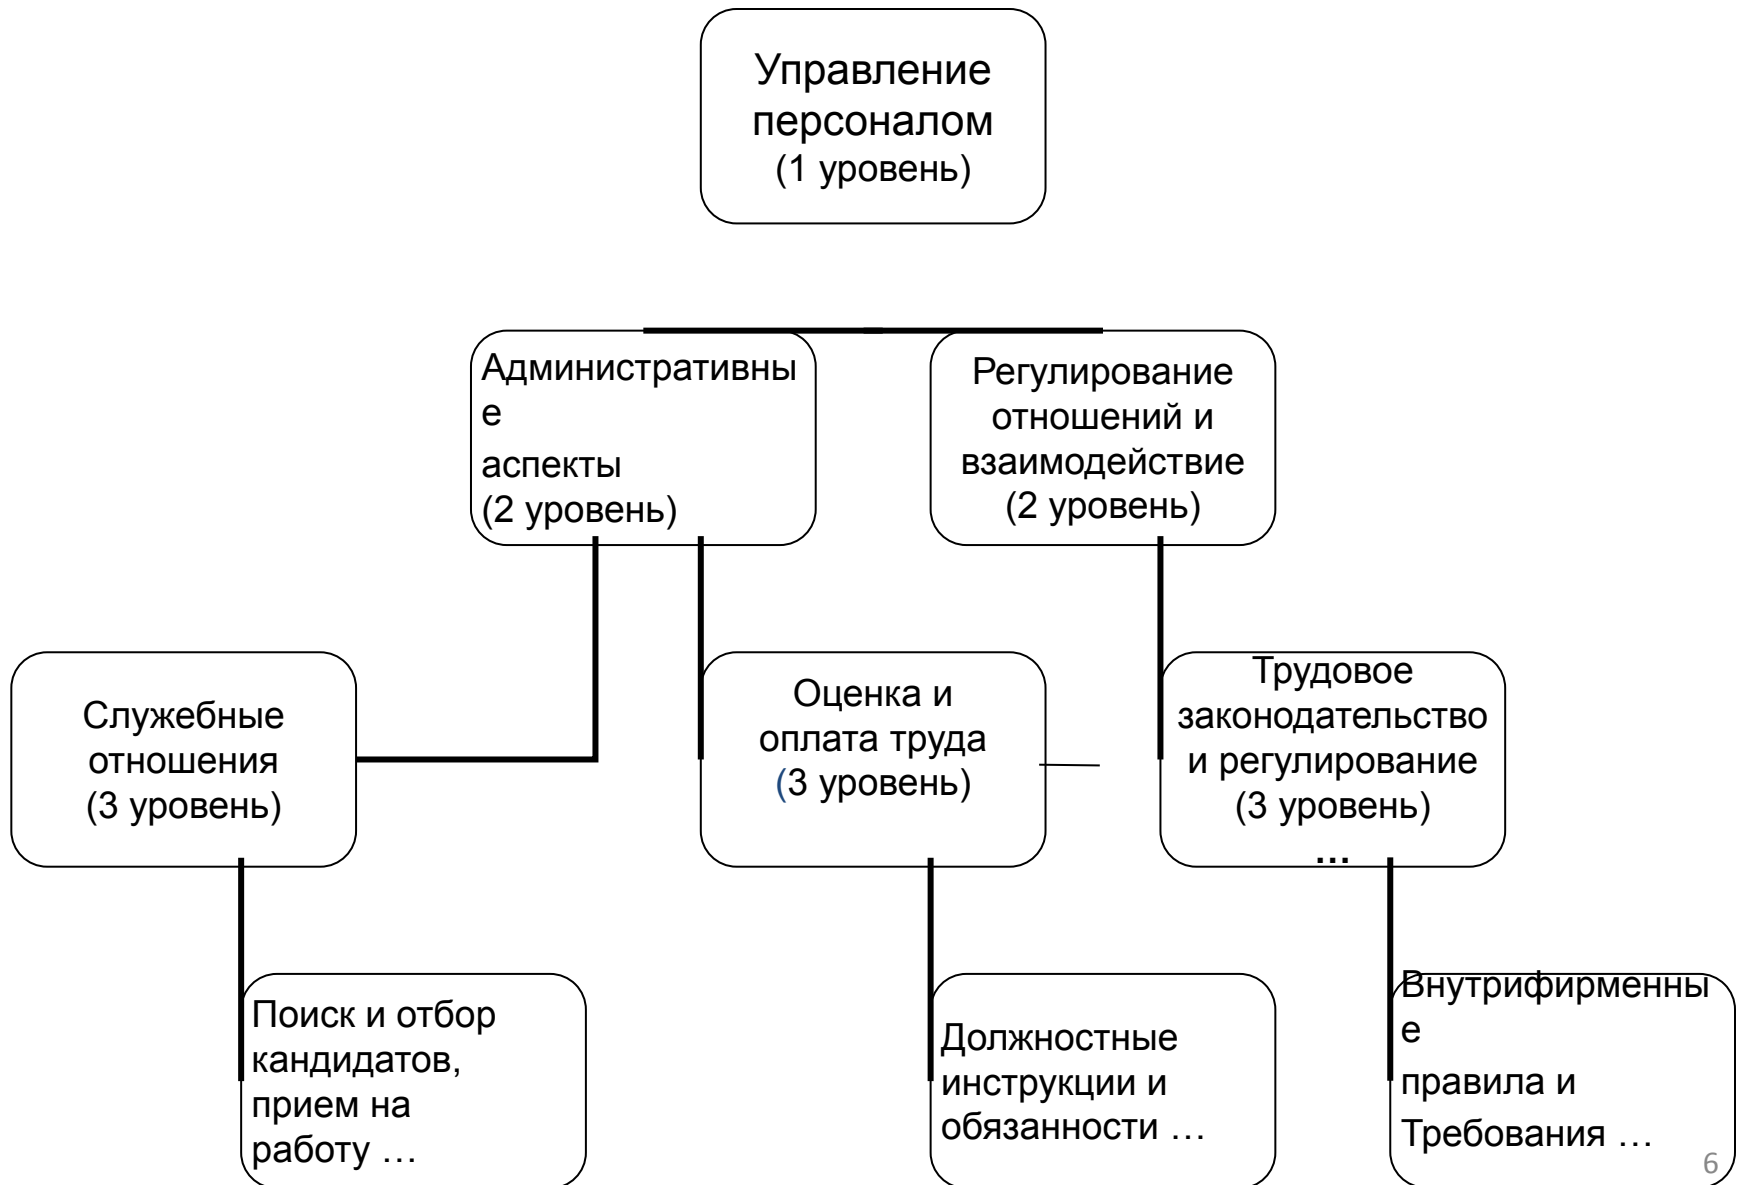 Управление
персоналом
(1 уровень)
Административны
е
аспекты
(2 уровень)
Регулирование
отношений и
взаимодействие
(2 уровень)
Служебные
отношения
(3 уровень)
Оценка и
оплата труда
(3 уровень)
Трудовое
законодательство
и регулирование
(3 уровень)
...
Поиск и отбор
кандидатов,
прием на
работу ...
Должностные
инструкции и
обязанности ...
Внутрифирменны
е
правила и
Требования ...
6